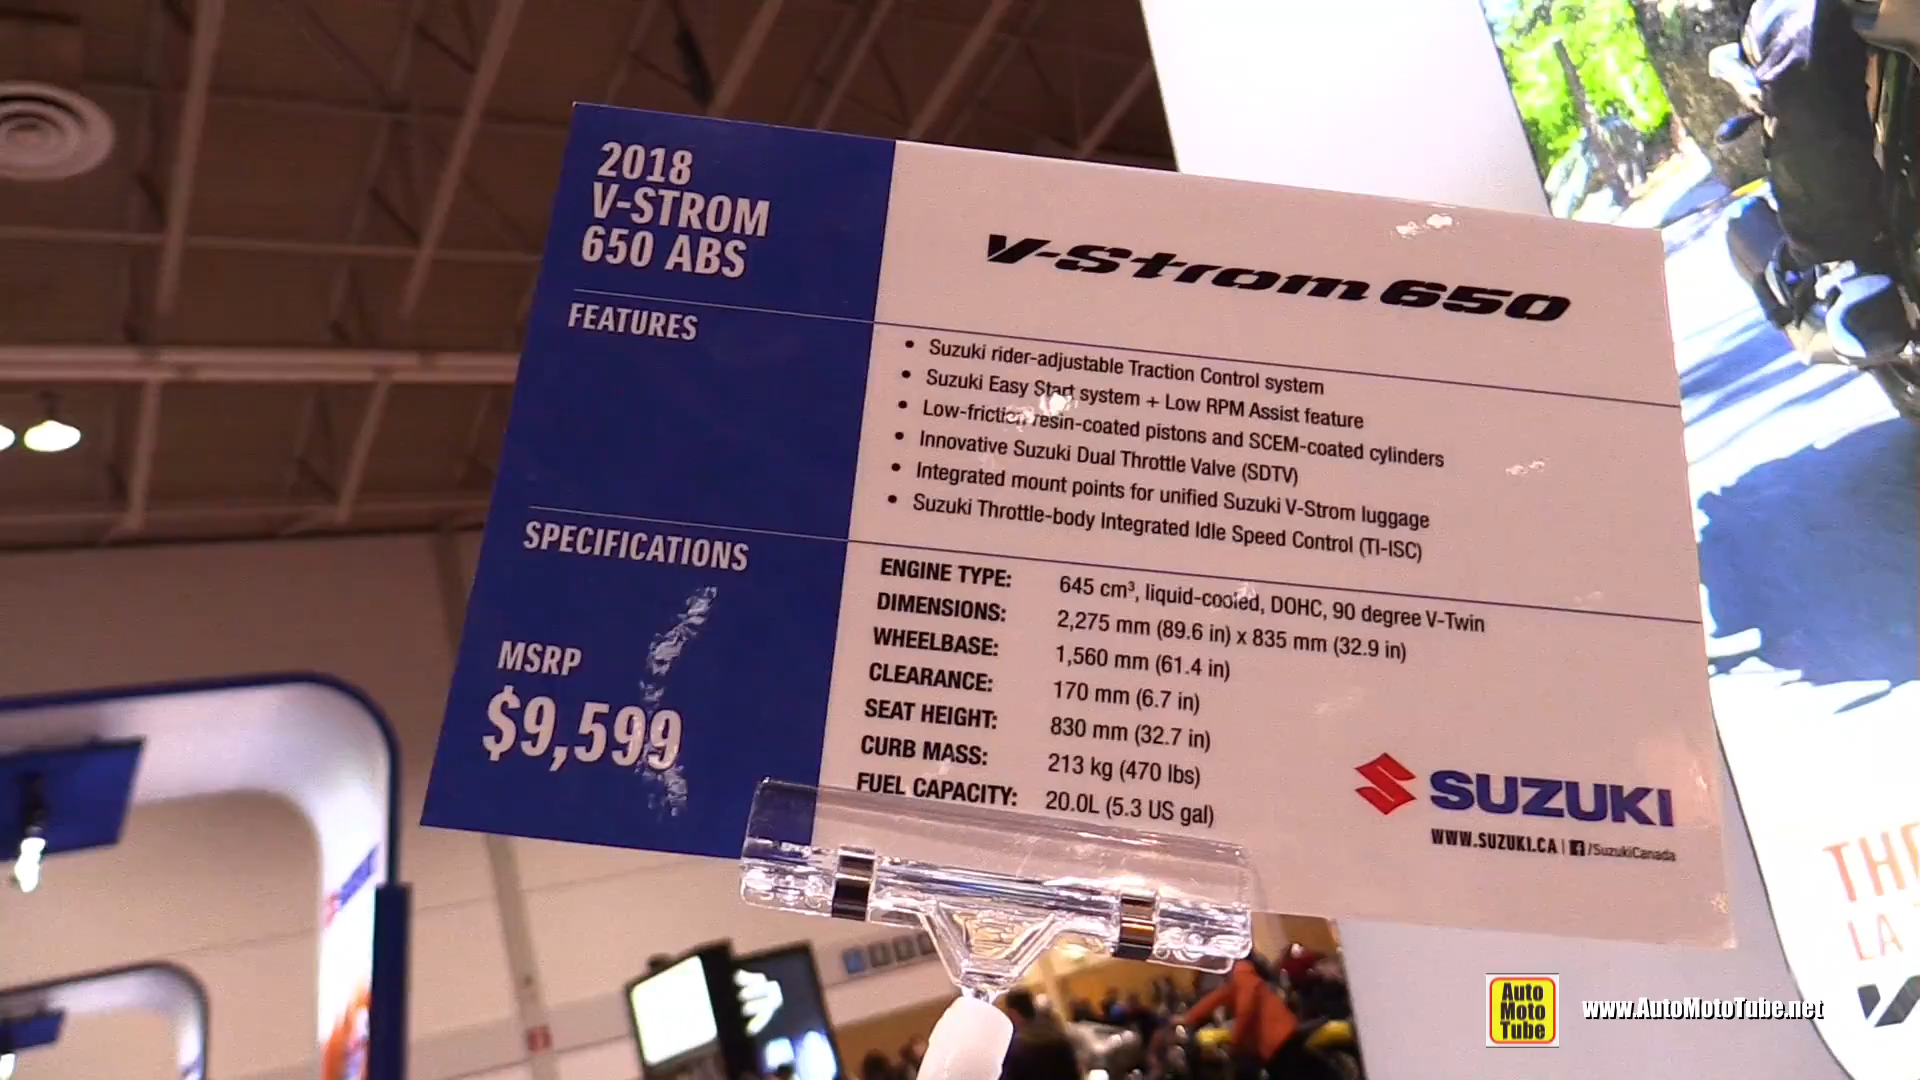 2018
V-STROM
650 ABS
V-Strom 650
FEATURES
• Suzuki rider-adjustable Traction Control system
• Suzuki Easy Start system + Low RPM Assist feature
• Low-friction resin-coated pistons and SCEM-coated cylinders
• Innovative Suzuki Dual Throttle Valve (SDTV)
• Integrated mount points for unified Suzuki V-Strom luggage
• Suzuki Throttle-body Integrated Idle Speed Control (TI-ISC)
SPECIFICATIONS
ENGINE TYPE: 645 cm³, liquid-cooled, DOHC, 90 degree V-Twin
DIMENSIONS: 2,275 mm (89.6 in) x 835 mm (32.9 in)
WHEELBASE: 1,560 mm (61.4 in)
CLEARANCE: 170 mm (6.7 in)
SEAT HEIGHT: 830 mm (32.7 in)
CURB MASS: 213 kg (470 lbs)
FUEL CAPACITY: 20.0L (5.3 US gal)
MSRP
$9,599
SUZUKI
WWW.SUZUKI.CA | f/SuzukiCanada
LA
Auto
Moto
Tube
www.AutoMotoTube.net